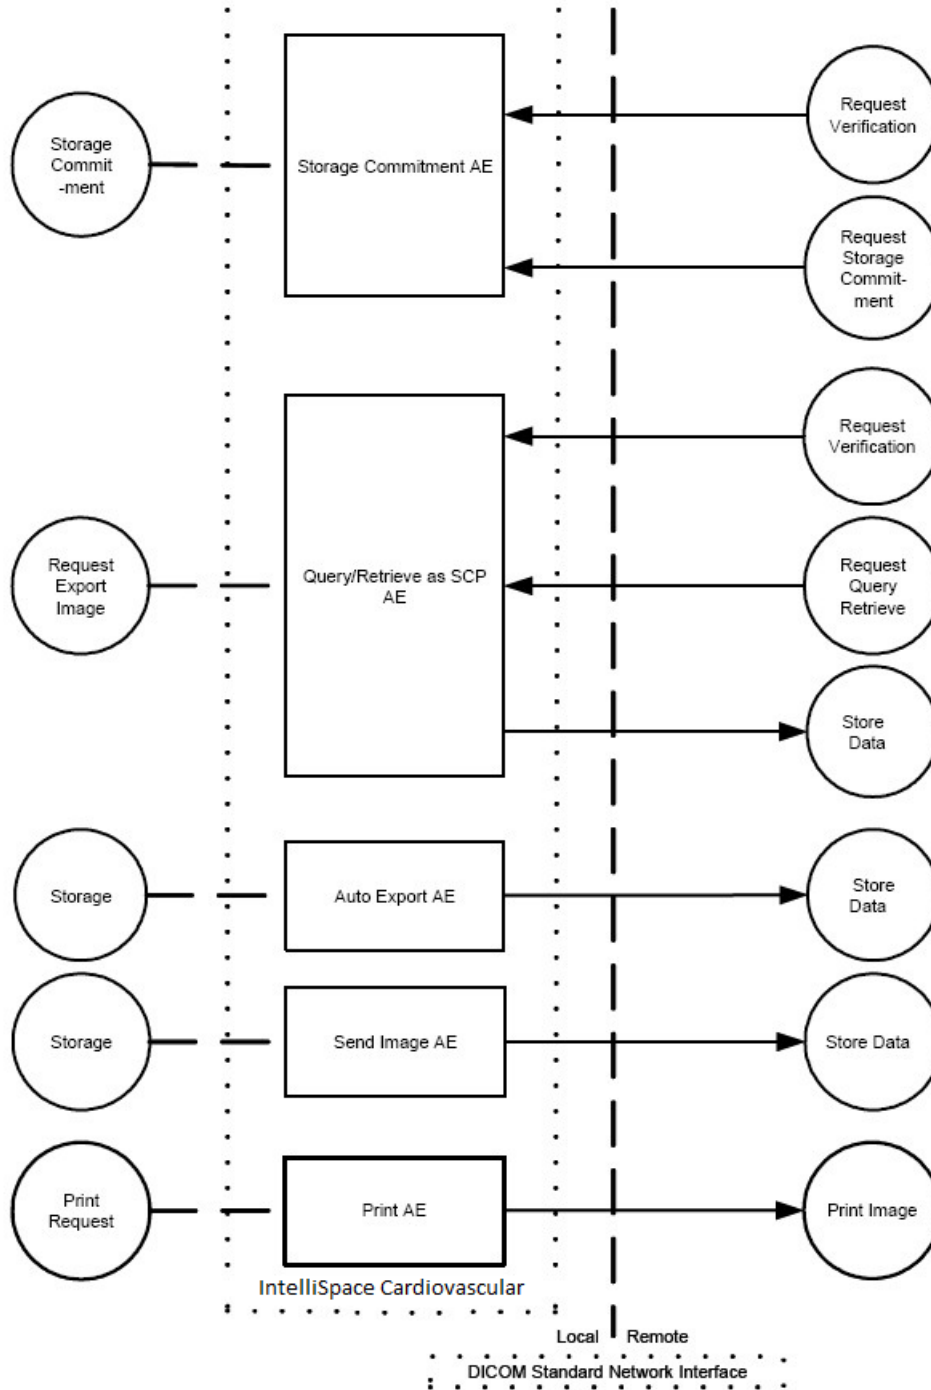 Request
Verification
Storage
Commit
-ment
Storage Commitment AE
Request
Storage
Commit-
ment
Request
Verification
Request
Export
Image
Query/Retrieve as SCP
AE
Request
Query
Retrieve
Store
Data
Storage
Auto Export AE
Store
Data
Storage
Send Image AE
Store Data
Print
Request
Print AE
Print Image
IntelliSpace Cardiovascular
Local
Remote
DICOM Standard Network Interface